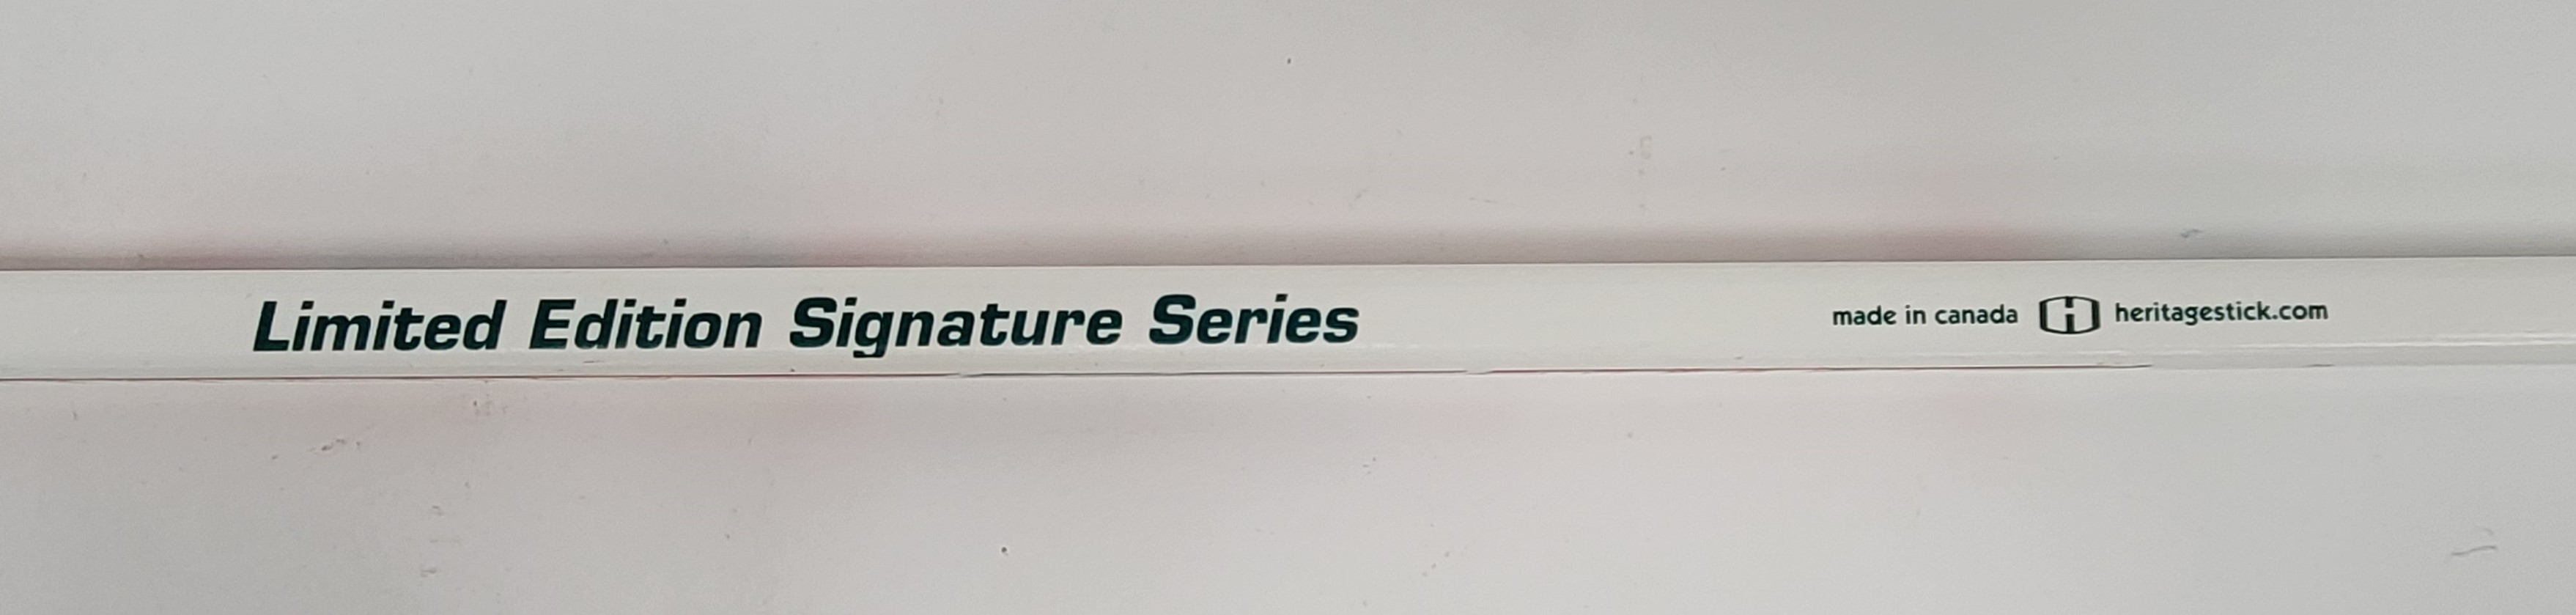 Limited Edition Signature Series
made in canada heritagestick.com